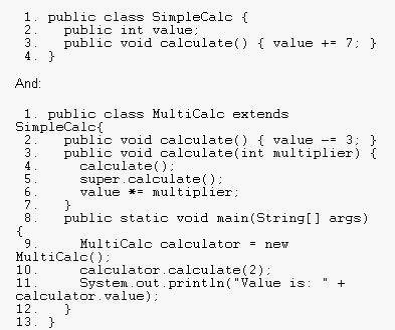 1. public class SimpleCalc {
2. public int value;
3. public void calculate() { value += 7; }
4. }
And:
1. public class MultiCalc extends
SimpleCalc{
2. public void calculate() { value -= 3; }
3. public void calculate(int multiplier) {
4. calculate();
5. super.calculate();
6. value *= multiplier;
7. }
8. public static void main(String[] args)
{
9. MultiCalc calculator = new
MultiCalc();
10. calculator.calculate(2);
11. System.out.println("Value is: " +
calculator.value);
12. }
13. }